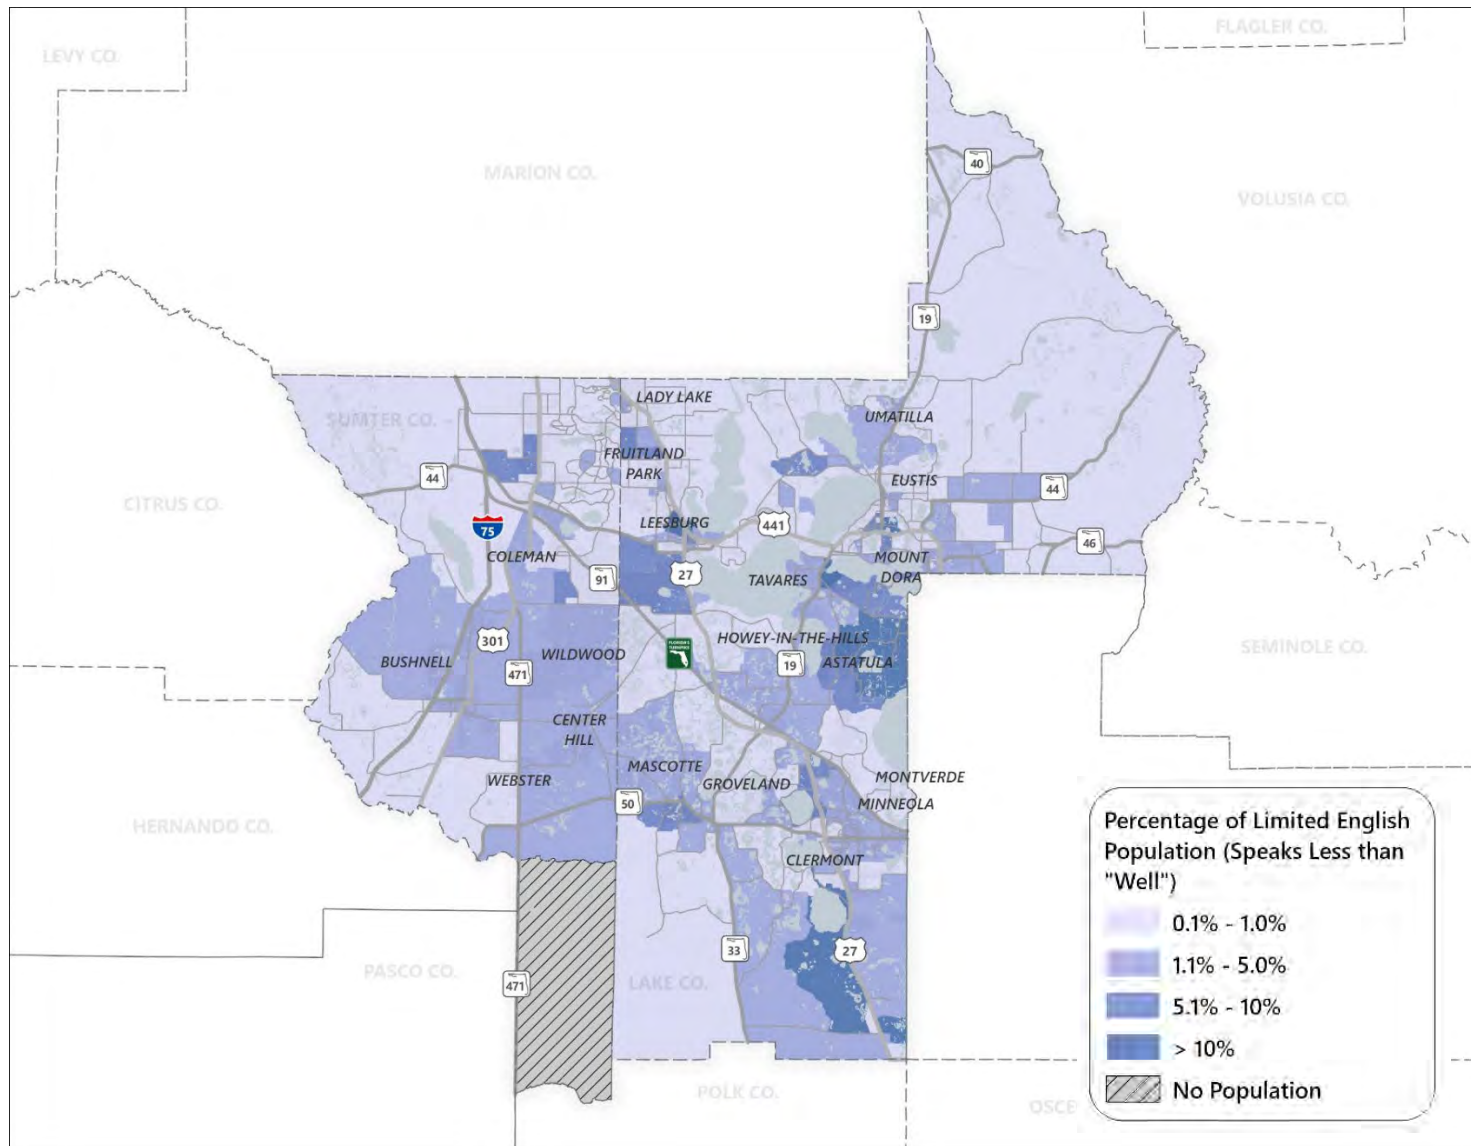 FLAGLER CO.
LEVY CO.
40
MARION CO.
VOLUSIA CO.
19
LADY LAKE
SUMTER CO.
UMATILLA
FRUITLAND
PARK
44
EUSTIS
44
CITRUS CO.
LEESBURG
441
75
46
COLEMAN
MOUNT
DORA
91
27
TAVARES
301
HOWEY-IN-THE-HILLS
SEMINOLE CO.
WILDWOOD
BUSHNELL
471
19
ASTATULA
CENTER
HILL
MASCOTTE
WEBSTER
GROVELAND
MONTVERDE
MINNEOLA
50
HERNANDO CO.
CLERMONT
33
27
PASCO CO.
471
LAKE CO.
POLK CO.
OSCE
Percentage of Limited English
Population (Speaks Less than
"Well")
0.1% - 1.0%
1.1% - 5.0%
5.1% - 10%
> 10%
No Population